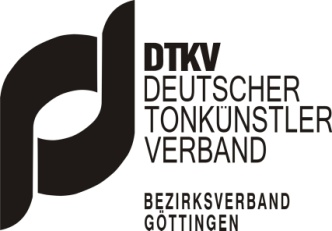 DTKV
DEUTSCHER
TONKÜNSTLER
VERBAND
BEZIRKSVERBAND
GÖTTINGEN